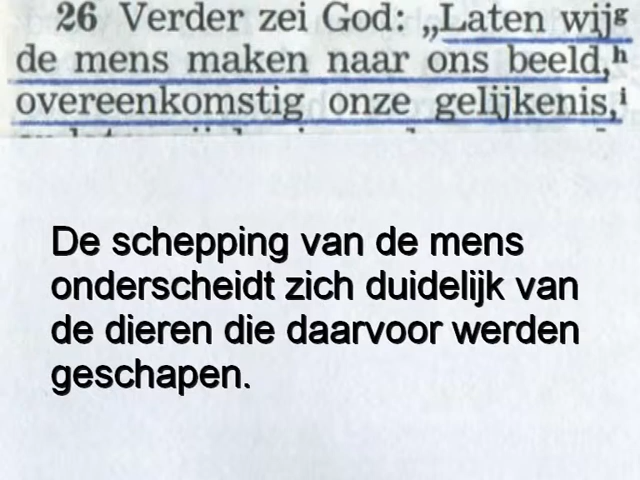 26 Verder zei God: „Laten wijg
de mens maken naar ons beeld,h
overeenkomstig onze gelijkenis,i
De schepping van de mens
onderscheidt zich duidelijk van
de dieren die daarvoor werden
geschapen.